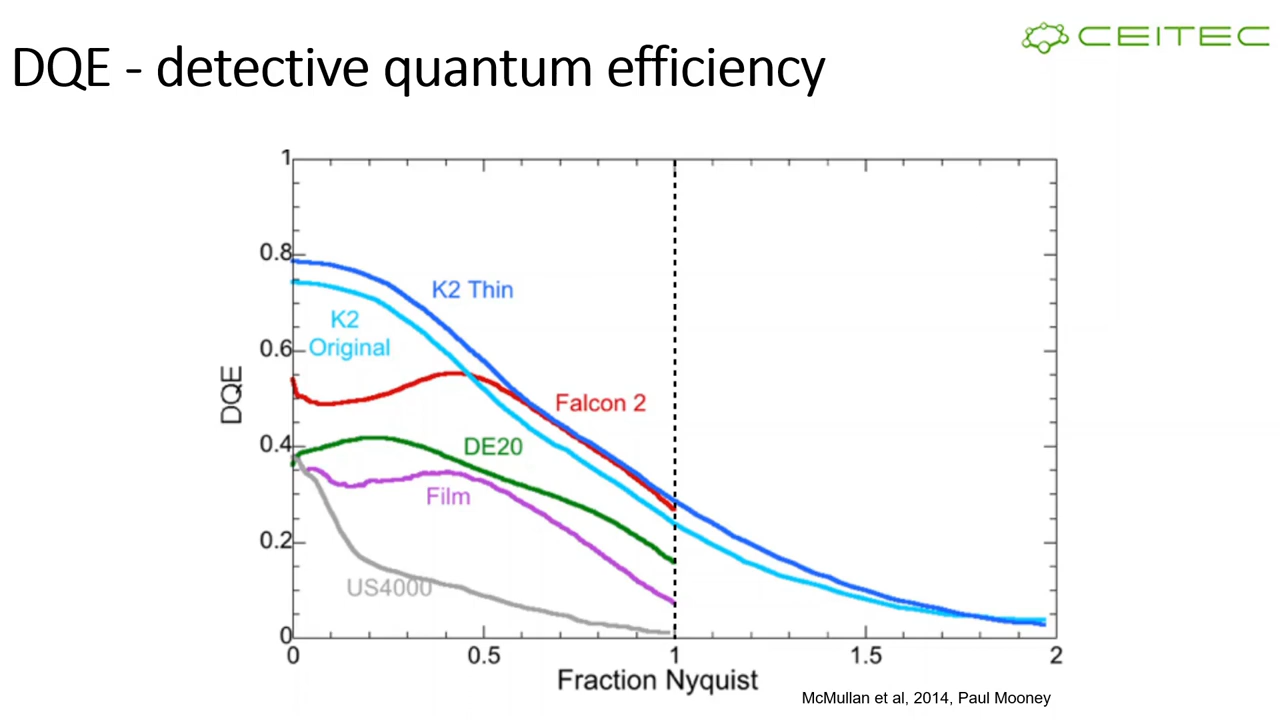 CEITEC
DQE - detective quantum efficiency
1
0.8
0.6
0.4
0.2
0
DQE
K2 Thin
K2
Original
Falcon 2
DE20
Film
US4000
0 0.5 1 1.5 2
Fraction Nyquist
McMullan et al, 2014, Paul Mooney